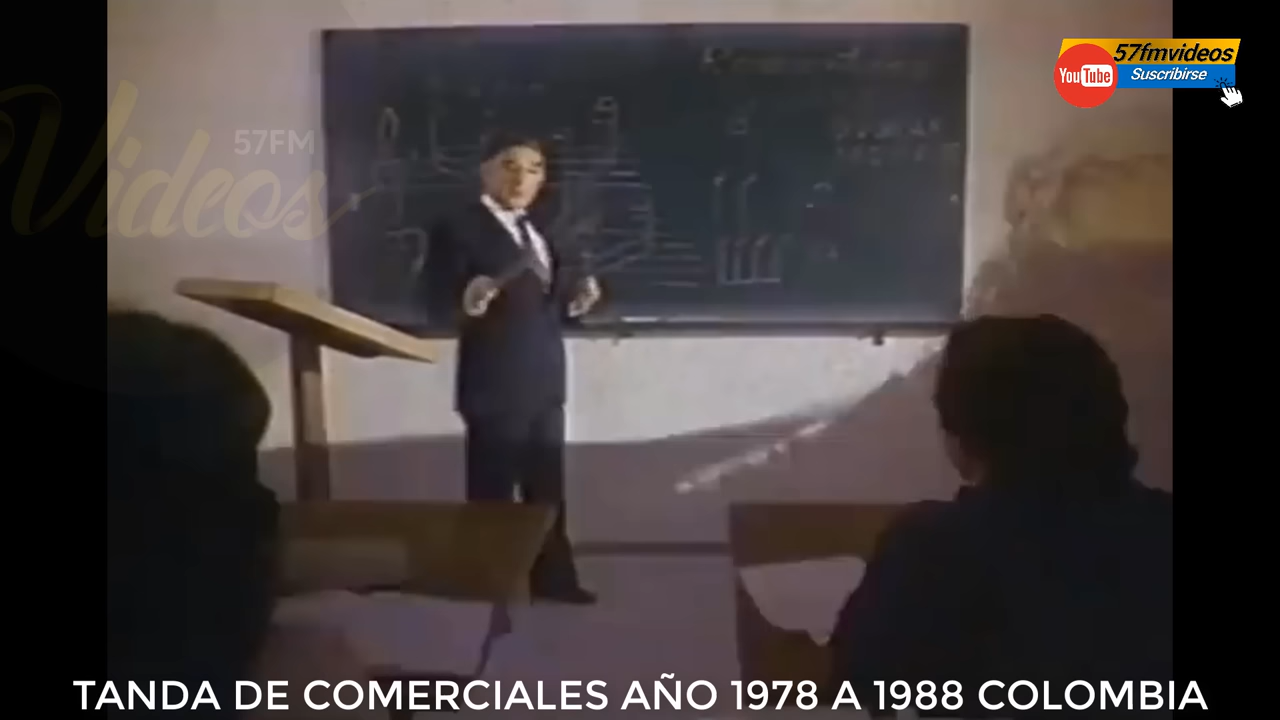 57fmvideos
YouTube
Suscribirse
57FM
Videos
TANDA DE COMERCIALES AÑO 1978 A 1988 COLOMBIA